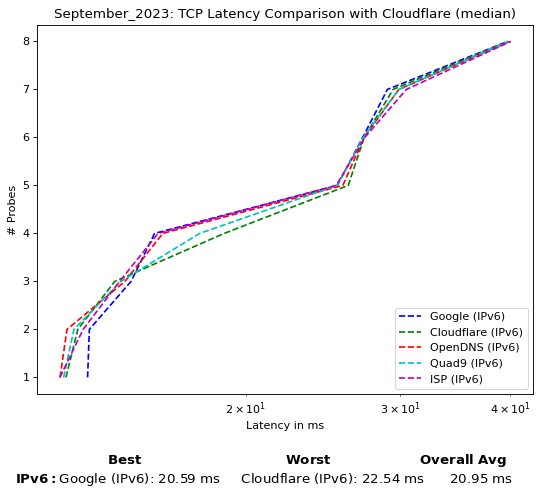 September_2023: TCP Latency Comparison with Cloudflare (median)
8
7
6
5
4
3
2
1
# Probes
Google (IPv6)
Cloudflare (IPv6)
OpenDNS (IPv6)
Quad9 (IPv6)
ISP (IPv6)
2 × 10¹ 3 × 10¹ 4 × 10¹
Latency in ms
Best Worst Overall Avg
IPv6: Google (IPv6): 20.59 ms Cloudflare (IPv6): 22.54 ms 20.95 ms